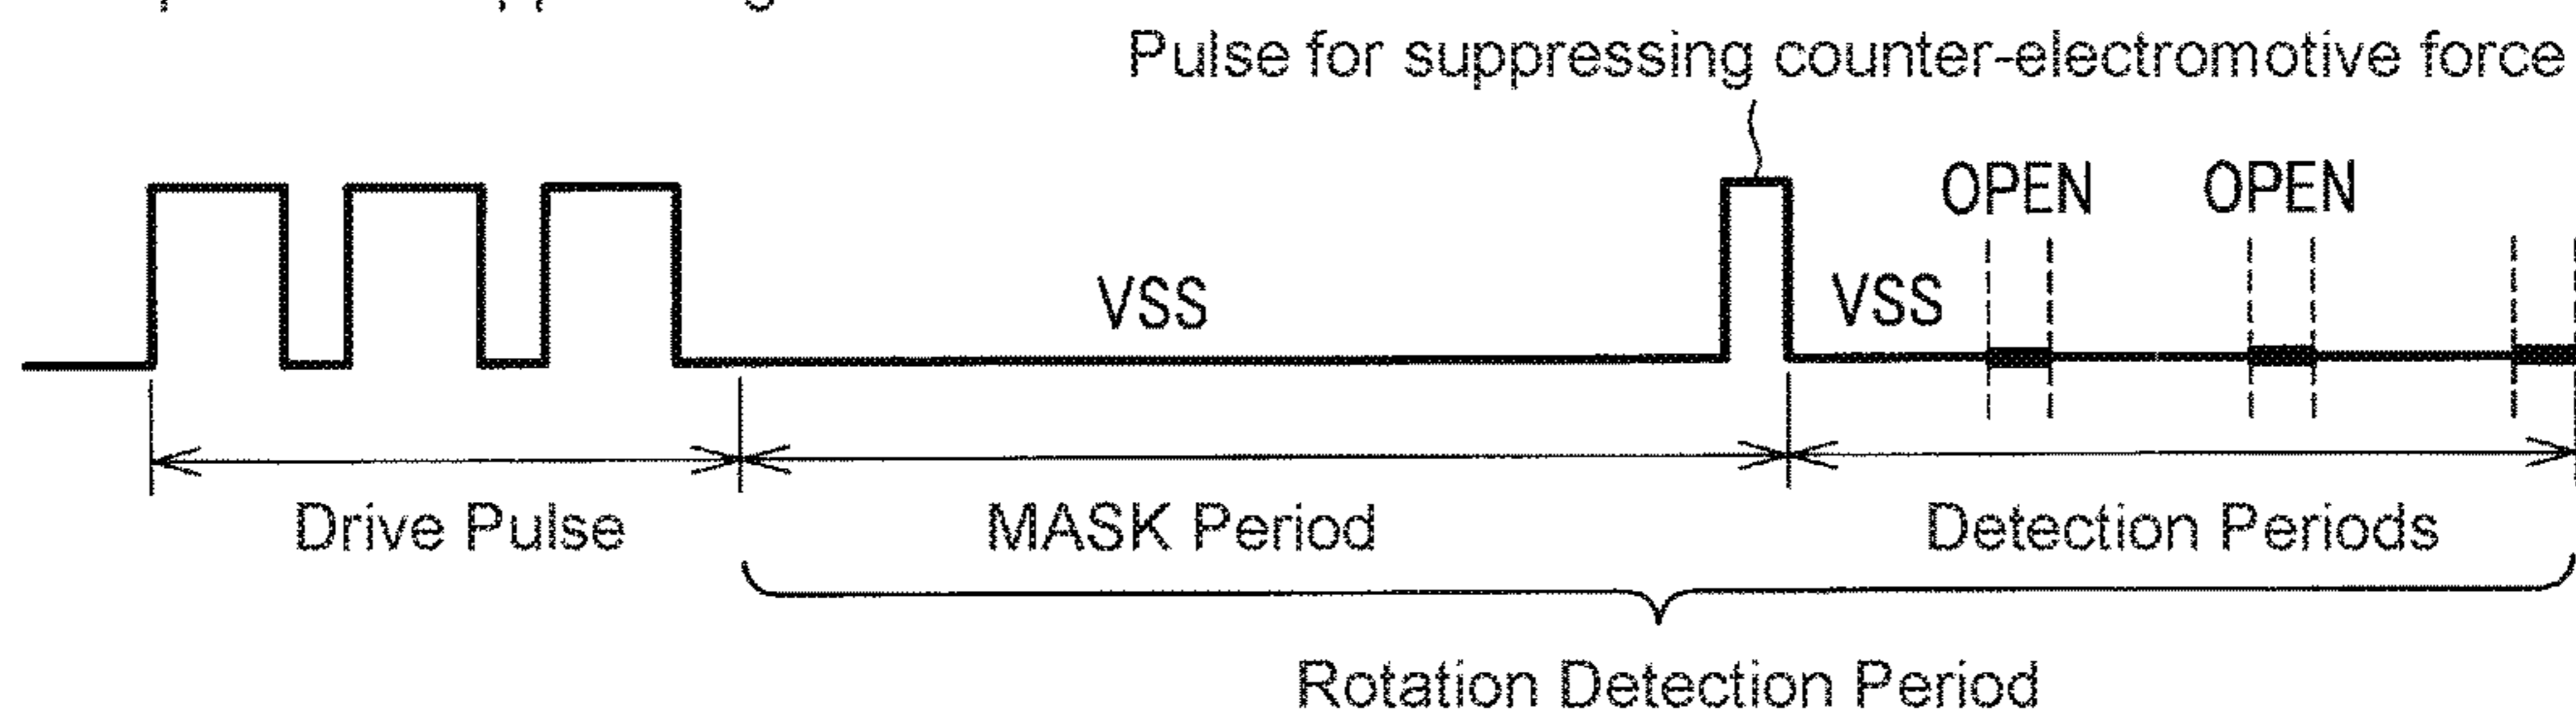 Pulse for suppressing counter-electromotive force
OPEN OPEN
VSS VSS
Drive Pulse MASK Period Detection Periods
Rotation Detection Period